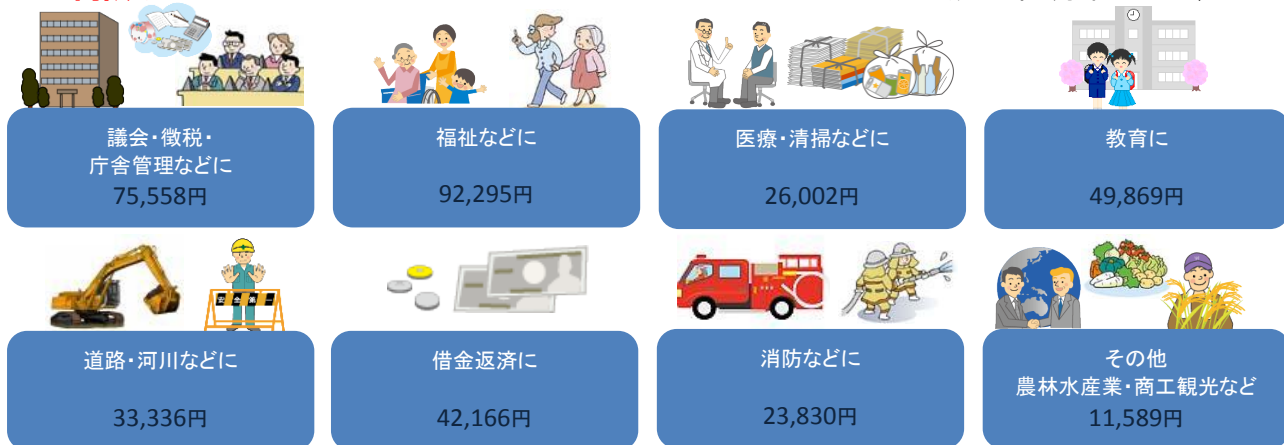 議会・徴税・
庁舎管理などに
75,558円
福祉などに
92,295円
医療・清掃などに
26,002円
教育に
49,869円
道路・河川などに
33,336円
借金返済に
42,166円
消防などに
23,830円
その他
農林水産業・商工観光など
11,589円